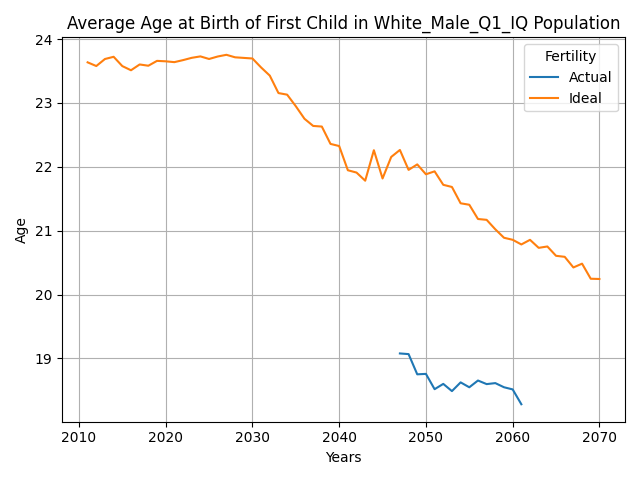 Average Age at Birth of First Child in White_Male_Q1_IQ Population
24
23
22
21
20
19
Age
Fertility
Actual
Ideal
2010 2020 2030 2040 2050 2060 2070
Years